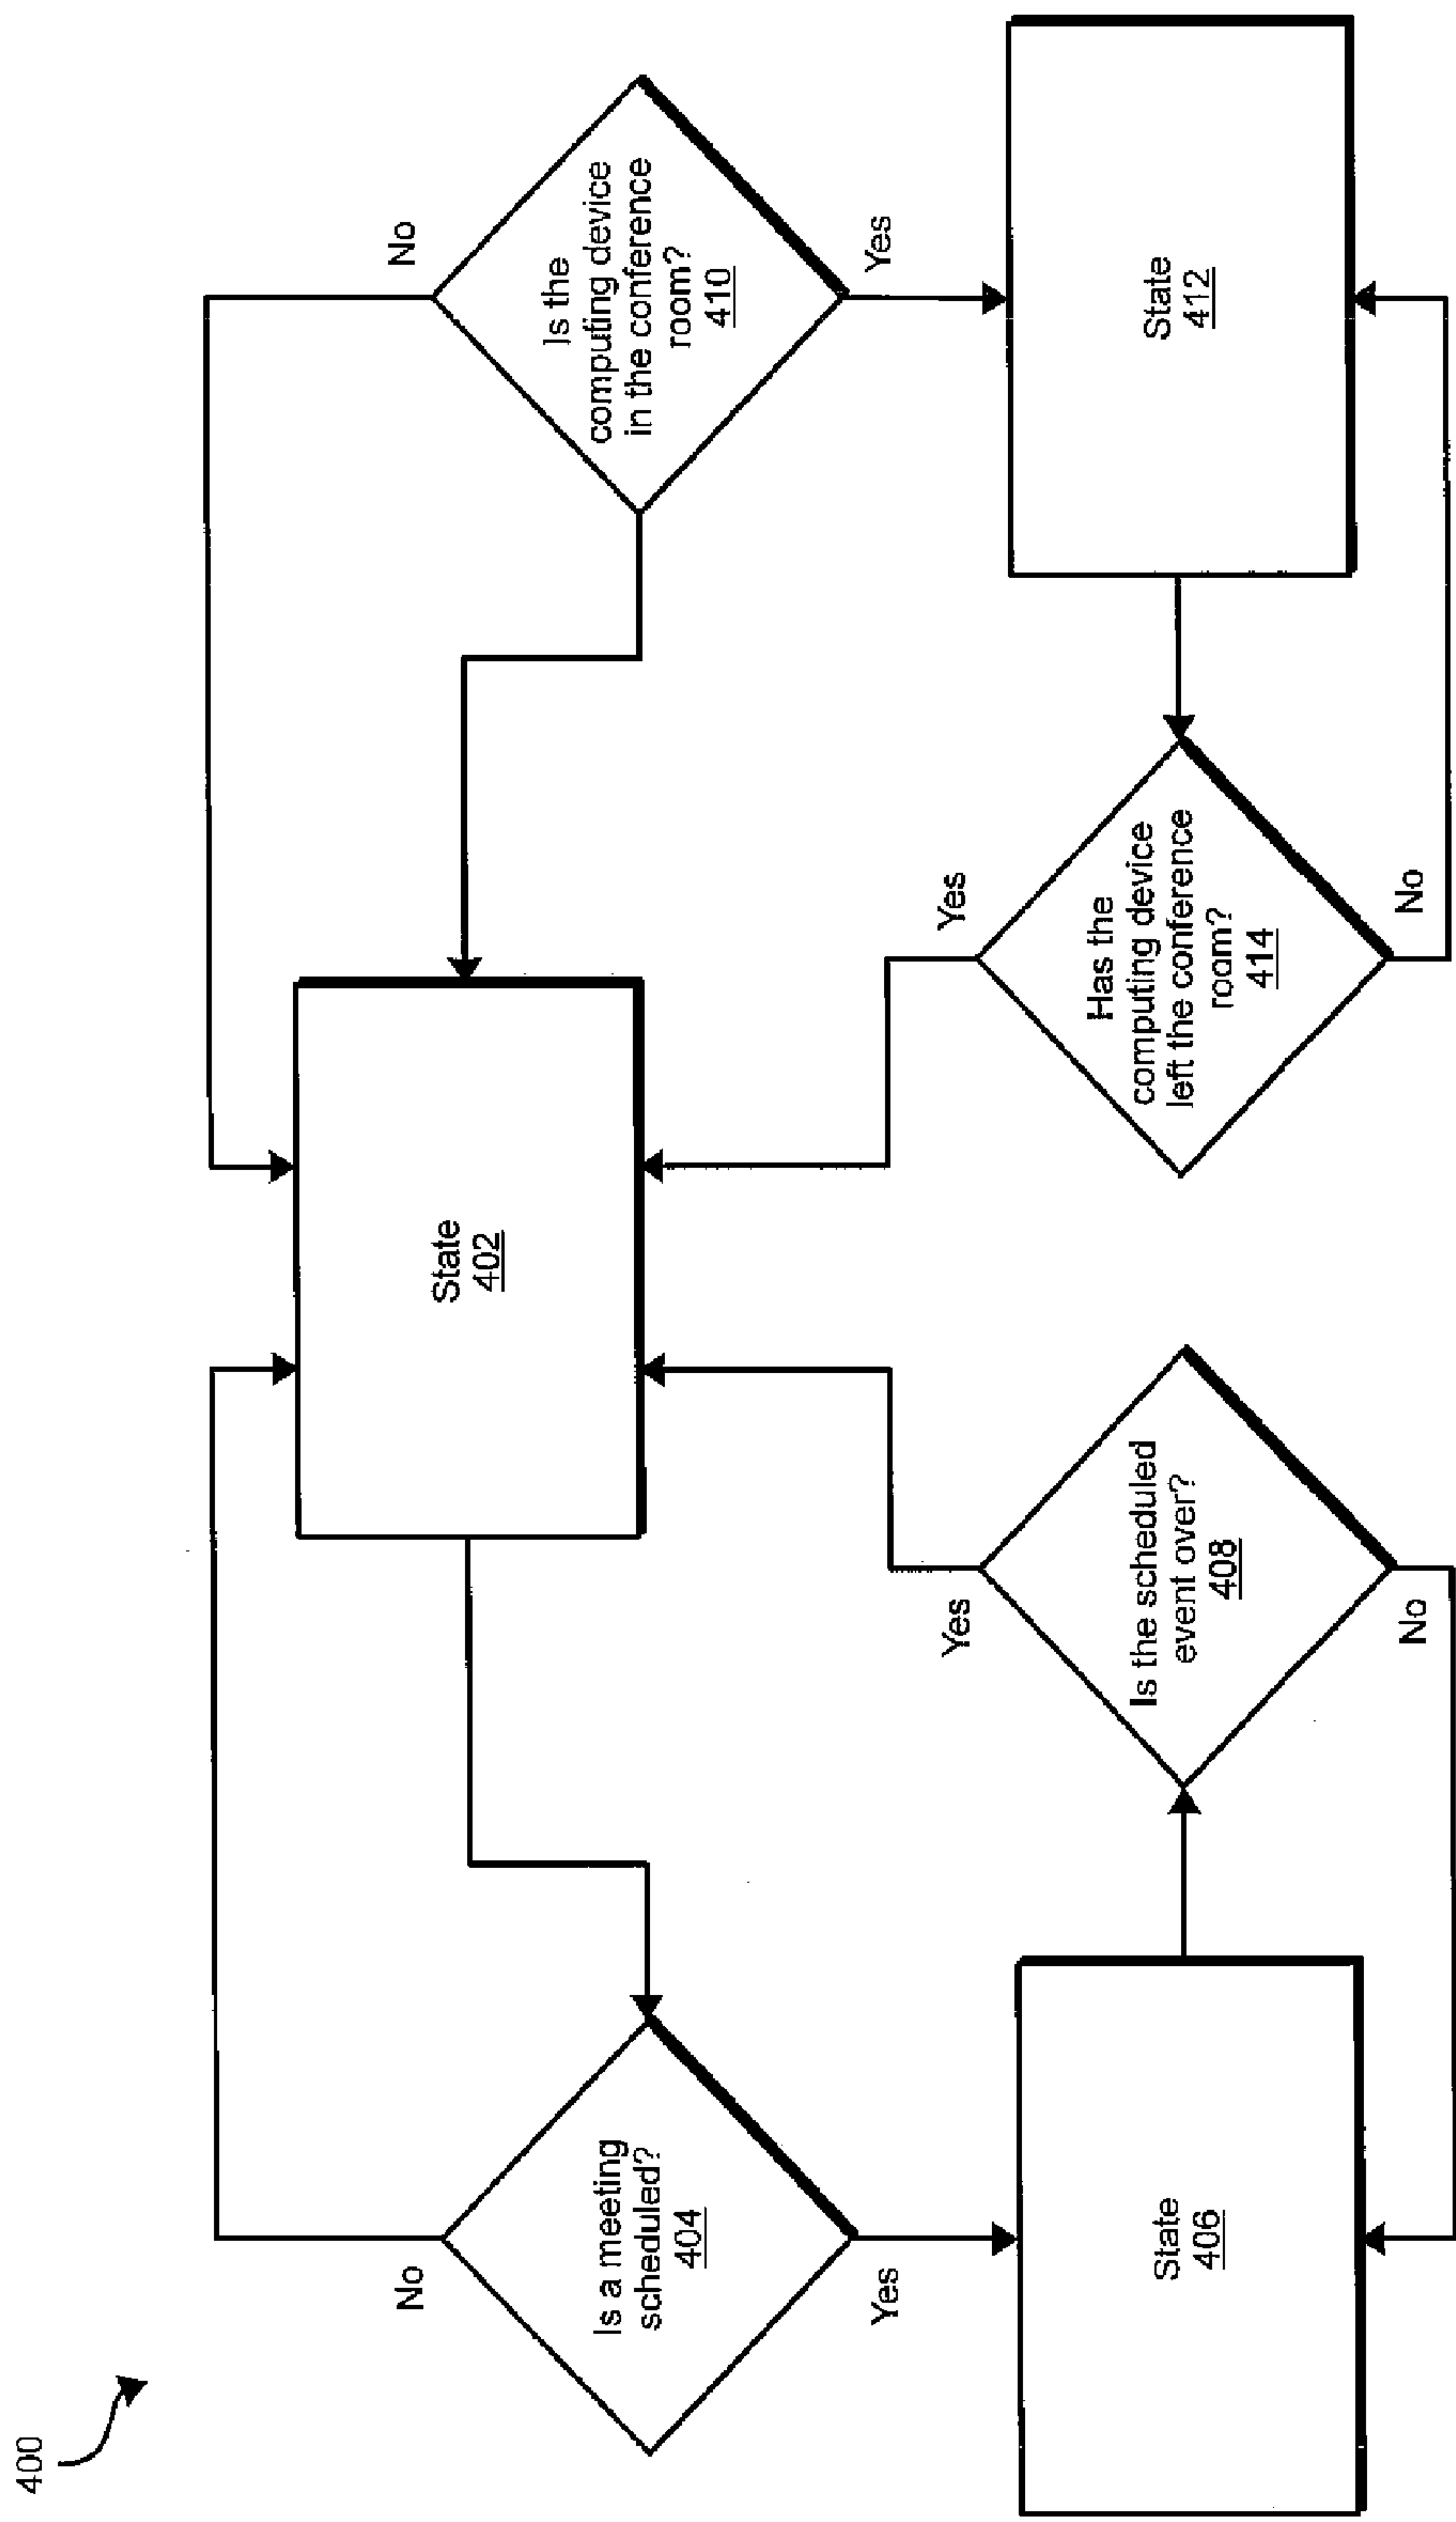 400
State
402
Is a meeting
scheduled?
404
No
Yes
Is the
computing device
in the conference
room?
410
No
Yes
State
406
Is the scheduled
event over?
408
Yes
No
Has the
computing device
left the conference
room?
414
Yes
No
State
412